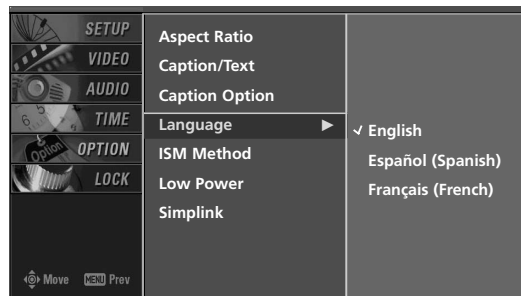 SETUP
VIDEO
AUDIO
TIME
OPTION
LOCK
Move MENU Prev
Aspect Ratio
Caption/Text
Caption Option
Language
ISM Method
Low Power
Simplink
English
Español (Spanish)
Français (French)
Option